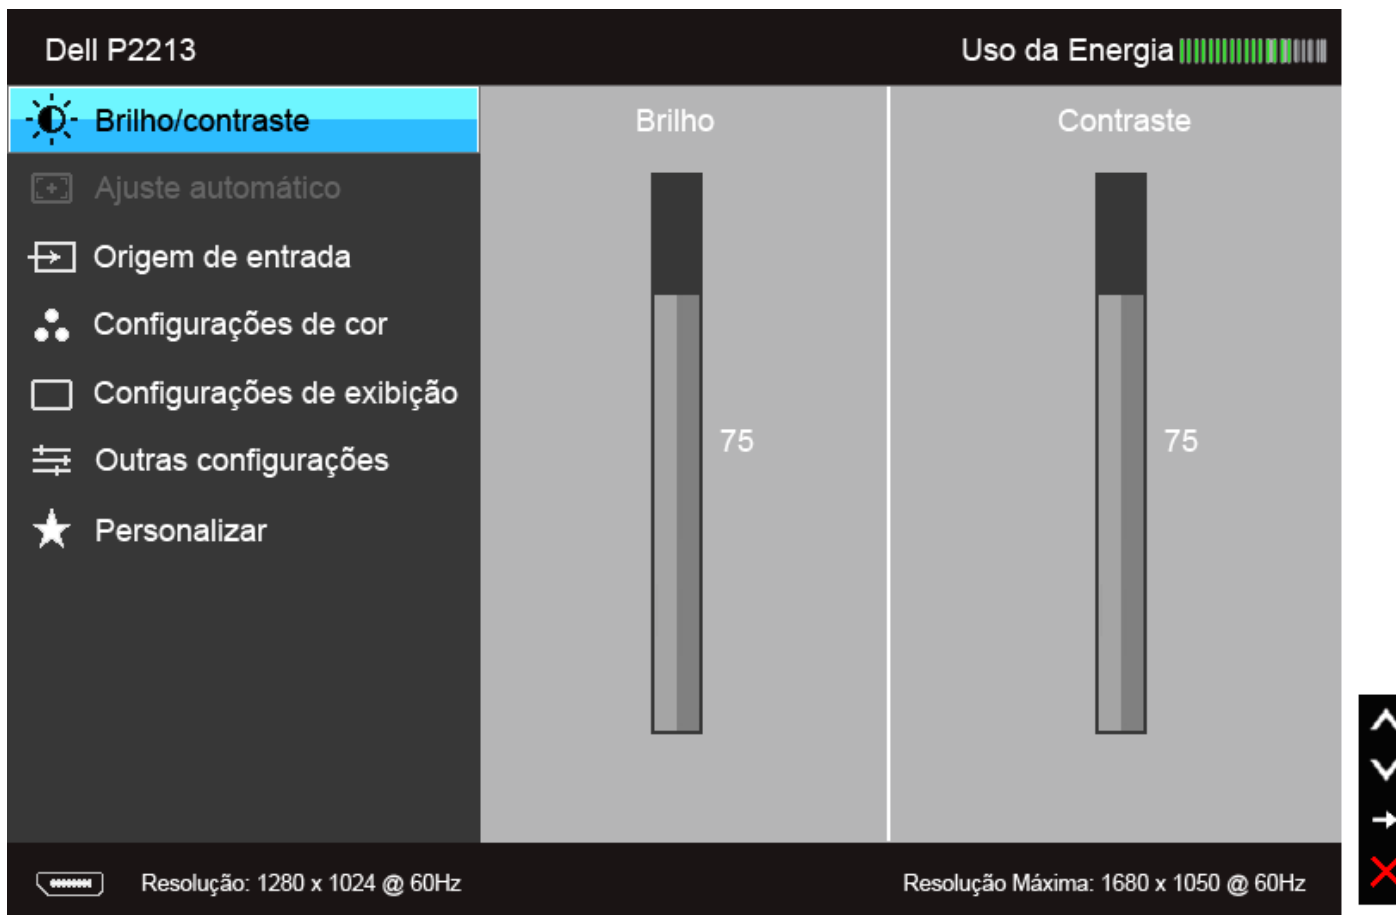 Dell P2213
Uso da Energia
Brilho/contraste
Ajuste automático
Origem de entrada
Configurações de cor
Configurações de exibição
Outras configurações
Personalizar
Brilho
75
Contraste
75
Resolução: 1280 x 1024 @ 60Hz
Resolução Máxima: 1680 x 1050 @ 60Hz